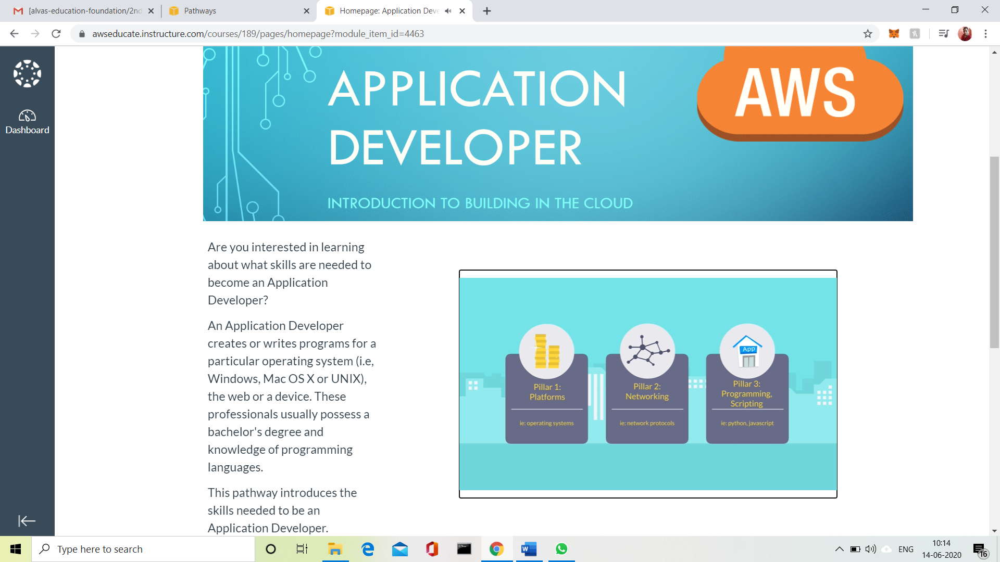 [alvas-education-foundation/2nd
Pathways
Homepage: Application Deve
awseducate.instructure.com/courses/189/pages/homepage?module_item_id=4463
Dashboard
APPLICATION
DEVELOPER
INTRODUCTION TO BUILDING IN THE CLOUD
AWS
Are you interested in learning
about what skills are needed to
become an Application
Developer?
An Application Developer
creates or writes programs for a
particular operating system (i.e,
Windows, Mac OS X or UNIX),
the web or a device. These
professionals usually possess a
bachelor's degree and
knowledge of programming
languages.
This pathway introduces the
skills needed to be an
Application Developer.
Pillar 1:
Platforms
ie: operating systems
Pillar 2:
Networking
ie: network protocols
App
Pillar 3:
Programming,
Scripting
ie: python, javascript
Type here to search
ENG
10:14
14-06-2020
16